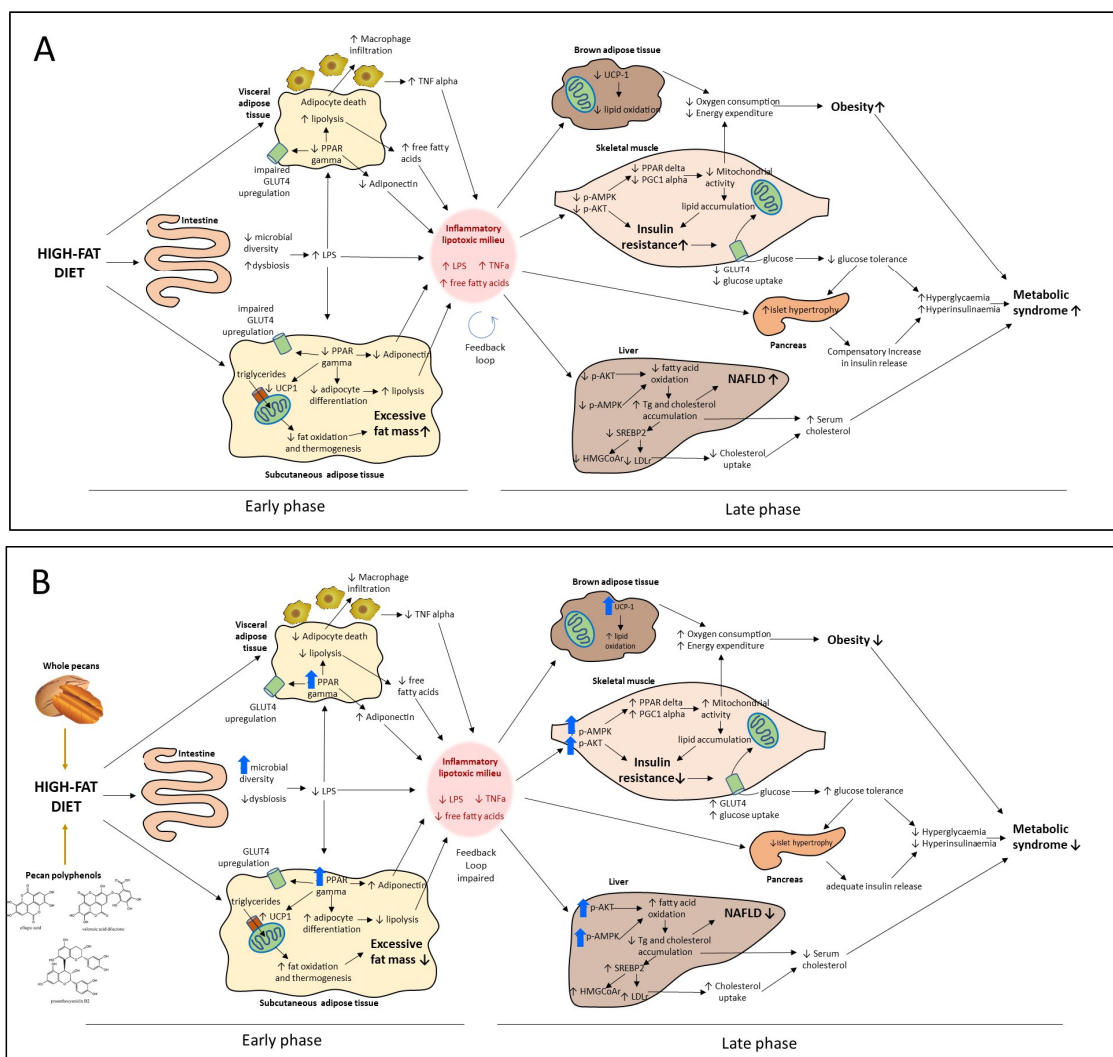 A
↑ Macrophage
infiltration
↑ TNF alpha
Visceral
adipose
tissue
Adipocyte death
↑ lipolysis
↓ PPAR
gamma
impaired
GLUT4
upregulation
↑ free fatty
acids
↓ Adiponectin
Intestine
HIGH-FAT
DIET
↓ microbial
diversity
↑dysbiosis
↑ LPS
Inflammatory
lipotoxic milieu
↑ LPS ↑ TNFa
↑ free fatty acids
Feedback
loop
impaired
GLUT4
upregulation
↓ PPAR
gamma
↓ Adiponectin
triglycerides
↓ UCP1
↓ adipocyte
differentiation
↑ lipolysis
↓ fat oxidation
and thermogenesis
Excessive
fat mass↑
Subcutaneous adipose tissue
Early phase
Brown adipose tissue
↓ UCP-1
↓ lipid oxidation
↓ Oxygen consumption
↓ Energy expenditure
Obesity↑
Skeletal muscle
↓ PPAR delta
↓ PGC1 alpha
↓ Mitochondrial
activity
↓ p-AMPK
↓ p-AKT
lipid accumulation
Insulin
resistance↑
↓ GLUT4
↓ glucose uptake
glucose
↓ glucose tolerance
↑islet hypertrophy
Pancreas
↑Hyperglycaemia
↑Hyperinsulinaemia
Compensatory Increase
in insulin release
Metabolic
syndrome ↑
Liver
↓ p-AKT
↓ fatty acid
oxidation
NAFLD ↑
↓ p-AMPK
↑ Tg and cholesterol
accumulation
↓ SREBP2
↓ HMGCoAr
↓ LDLr
↑ Serum
cholesterol
↓ Cholesterol
uptake
Late phase
B
↓ Macrophage
infiltration
↓ TNF alpha
Visceral
adipose
tissue
↓ Adipocyte death
↓ lipolysis
PPAR
gamma
GLUT4
upregulation
↓ free
fatty acids
↑ Adiponectin
Whole pecans
Intestine
HIGH-FAT
DIET
microbial
diversity
↓dysbiosis
↓ LPS
Inflammatory
lipotoxic milieu
↓ LPS ↓ TNFa
↓ free fatty acids
Feedback
Loop
impaired
Pecan polyphenols
ellagic acid
valoneic acid dilactone
proanthocyanidin B2
GLUT4
upregulation
PPAR
gamma
↑ Adiponectin
triglycerides
↑ UCP1
↑ adipocyte
differentiation
↓ lipolysis
↑ fat oxidation
and thermogenesis
Excessive
fat mass ↓
Subcutaneous adipose tissue
Early phase
Brown adipose tissue
UCP-1
↑ lipid
oxidation
↑ Oxygen consumption
↑ Energy expenditure
Obesity ↓
Skeletal muscle
↑ PPAR delta
↑ PGC1 alpha
↑ Mitochondrial
activity
p-AMPK
p-AKT
lipid accumulation
Insulin
resistance↓
↑ GLUT4
↑ glucose uptake
glucose
↑ glucose tolerance
↓islet hypertrophy
Pancreas
↓ Hyperglycaemia
↓ Hyperinsulinaemia
adequate insulin release
Metabolic
syndrome ↓
Liver
p-AKT
↑ fatty acid
oxidation
NAFLD ↓
p-AMPK
↓ Tg and cholesterol
accumulation
↑ SREBP2
↑ HMGCoAr
↑ LDLr
↓ Serum
cholesterol
↑ Cholesterol
uptake
Late phase